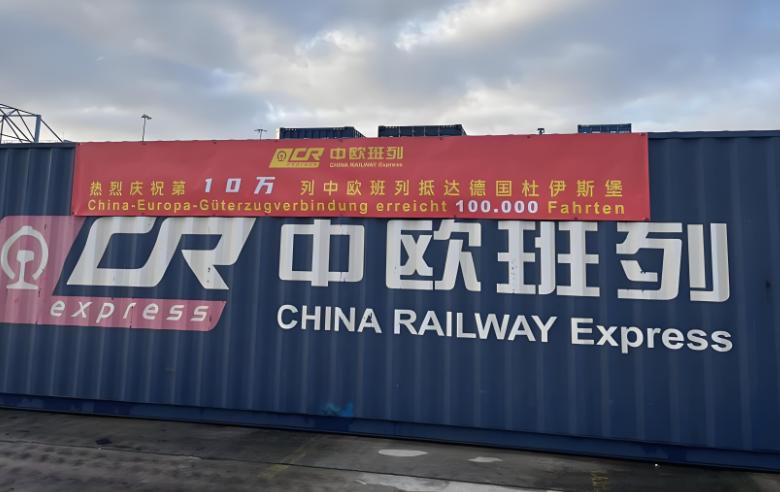 CR 中欧班列
express CHINA RAILWAY Express
热烈庆祝第 10万 列中欧班列抵达德国杜伊斯堡
China-Europa-Güterzugverbindung erreicht 100.000 Fahrten
CR 中欧班列
express CHINA RAILWAY Express